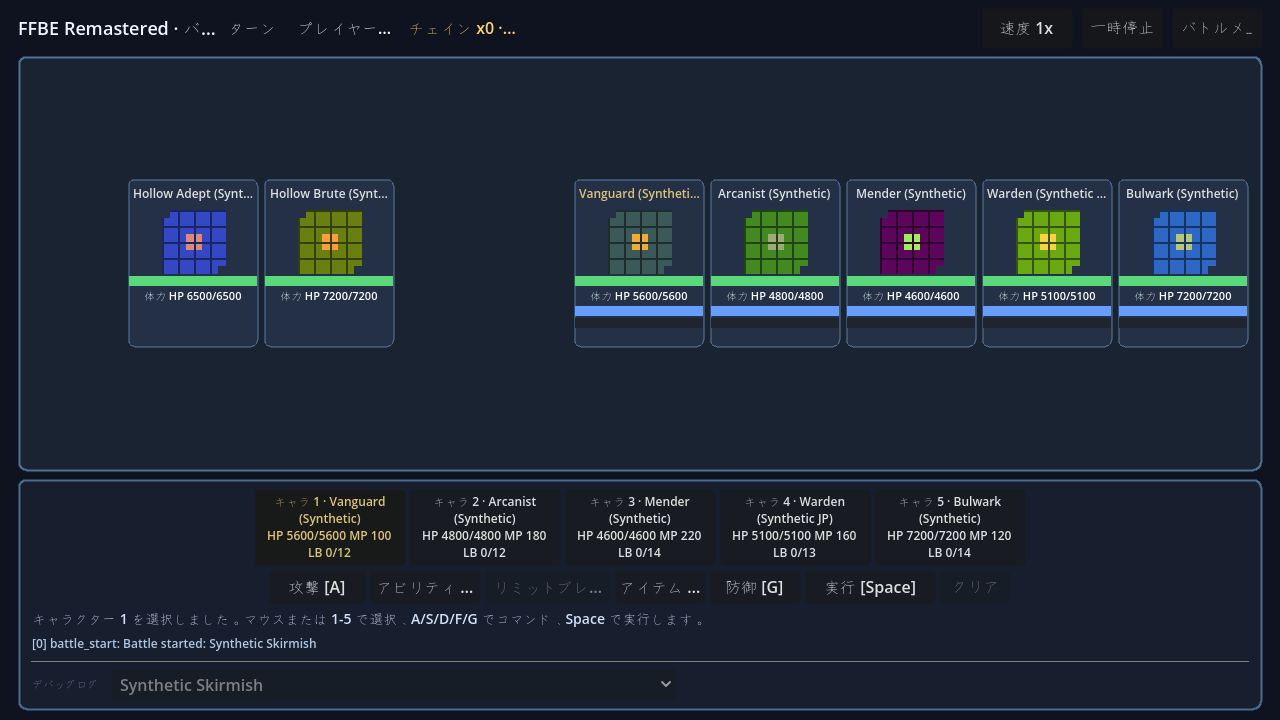 FFBE Remastered · バ... ターン プレイヤー... チェイン x0 ·... 速度 1x 一時停止 バトルメ…
Hollow Adept (Synt... Hollow Brute (Synt... Vanguard (Syntheti... Arcanist (Synthetic) Mender (Synthetic) Warden (Synthetic ... Bulwark (Synthetic)
体力 HP 6500/6500 体力 HP 7200/7200 体力 HP 5600/5600 体力 HP 4800/4800 体力 HP 4600/4600 体力 HP 5100/5100 体力 HP 7200/7200
キャラ 1 · Vanguard (Synthetic)
HP 5600/5600 MP 100
LB 0/12
キャラ 2 · Arcanist (Synthetic)
HP 4800/4800 MP 180
LB 0/12
キャラ 3 · Mender (Synthetic)
HP 4600/4600 MP 220
LB 0/14
キャラ 4 · Warden (Synthetic JP)
HP 5100/5100 MP 160
LB 0/13
キャラ 5 · Bulwark (Synthetic)
HP 7200/7200 MP 120
LB 0/14
攻撃 [A] アビリティ ... リミットブレ... アイテム ... 防御 [G] 実行 [Space] クリア
キャラクター 1 を選択しました。マウスまたは 1-5 で選択、A/S/D/F/G でコマンド、Space で実行します。
[0] battle_start: Battle started: Synthetic Skirmish
デバッグログ Synthetic Skirmish